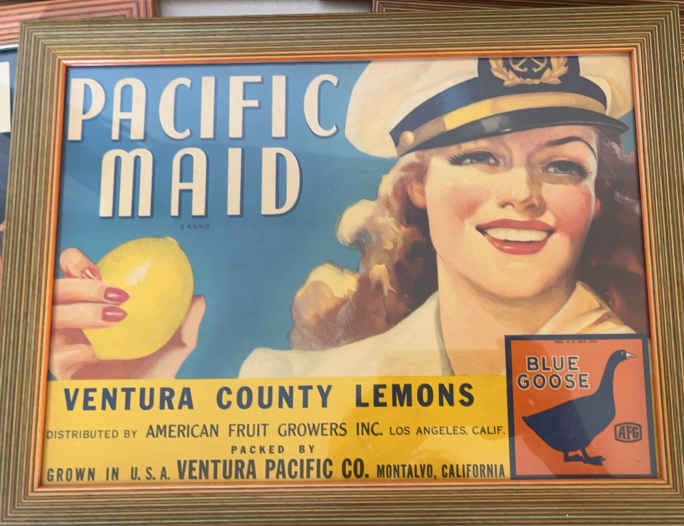 PACIFIC
MAID
BRAND
BLUE
GOOSE
AFG
VENTURA COUNTY LEMONS
DISTRIBUTED BY AMERICAN FRUIT GROWERS INC. LOS ANGELES, CALIF.
PACKED BY
GROWN IN U.S.A. VENTURA PACIFIC CO. MONTALVO, CALIFORNIA